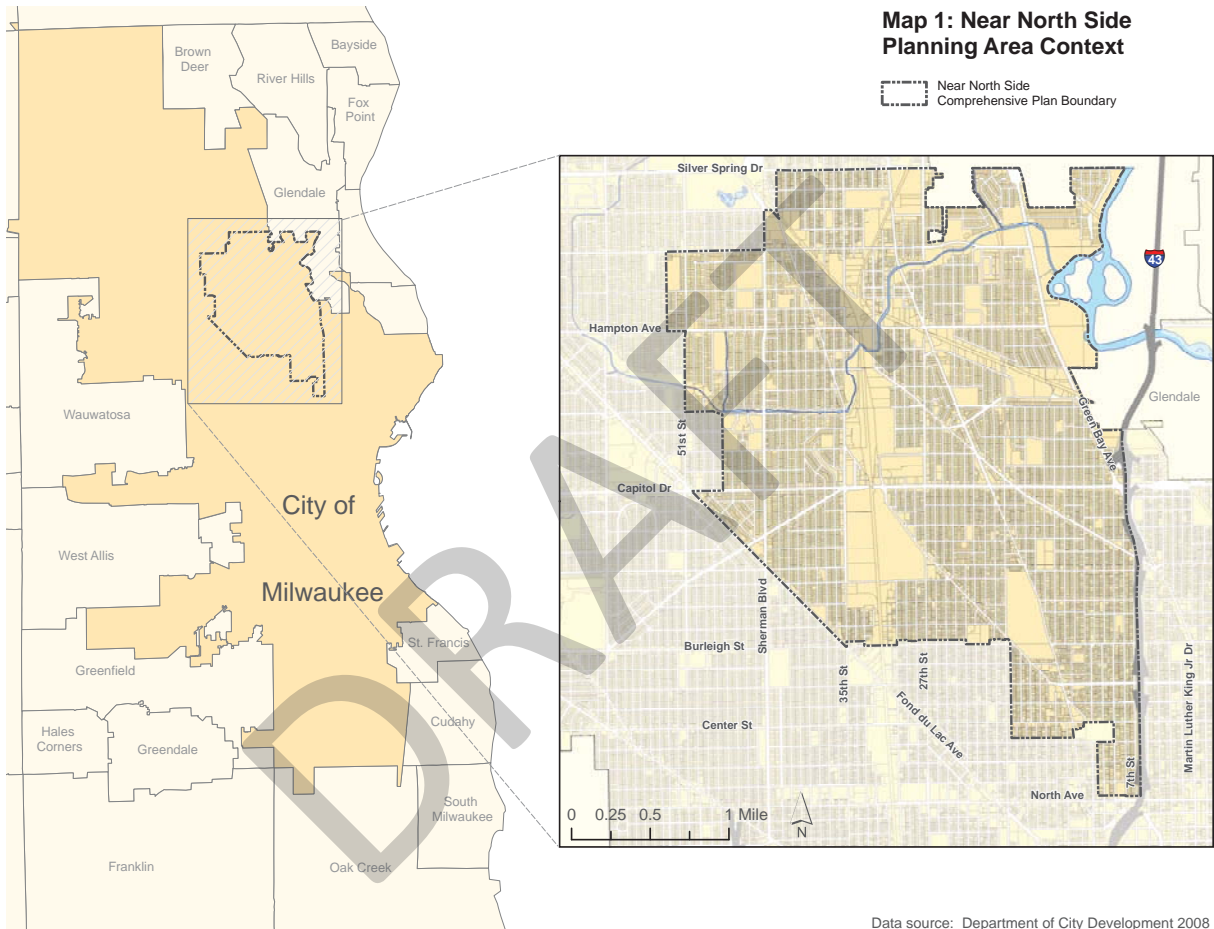 Map 1: Near North Side
Planning Area Context
Near North Side
Comprehensive Plan Boundary
Brown
Deer
River Hills
Bayside
Fox
Point
Glendale
Wauwatosa
City of
Milwaukee
West Allis
St. Francis
Greenfield
Cudahy
Hales
Corners
Greendale
South
Milwaukee
Franklin
Oak Creek
Silver Spring Dr
43
Hampton Ave
Glendale
Green Bay Ave
51st St
Capitol Dr
Sherman Blvd
Burleigh St
35th St
27th St
Fond du Lac Ave
Center St
Martin Luther King Jr Dr
7th St
North Ave
0 0.25 0.5 1 Mile
N
DRAFT
Data source: Department of City Development 2008